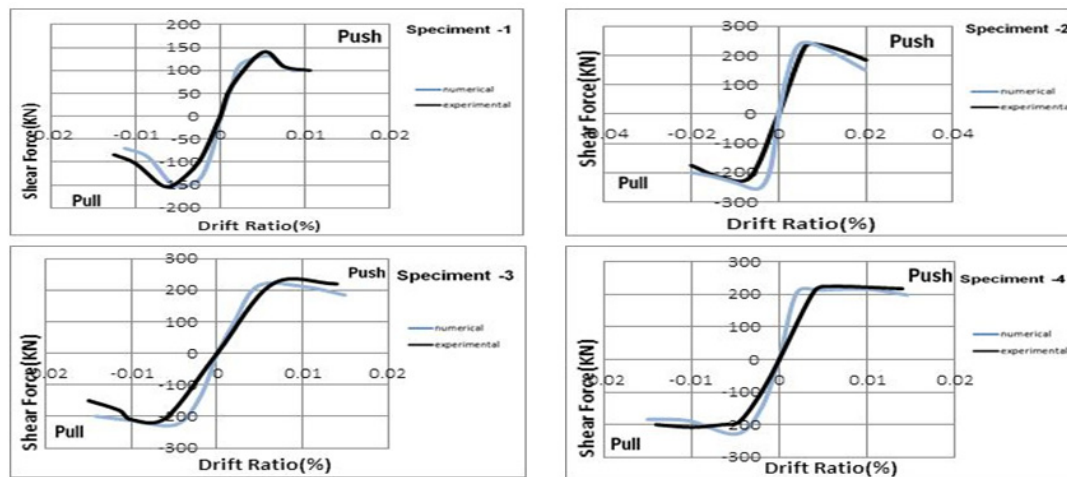 200
Push
Speciment -1
150
100
50
0
-50
-100
-150
-200
0.02 -0.01 0 0.01 0.02
numerical
experimental
Shear Force(KN)
Pull
Drift Ratio(%)
300
Push
Speciment -2
200
100
0
-100
-200
-300
0.04 -0.02 0 0.02 0.04
numerical
experimental
Shear Force(KN)
Pull
Drift Ratio(%)
300
Push
Speciment -3
200
100
0
-100
-200
-300
0.02 -0.01 0 0.01 0.02
numerical
experimental
Shear Force(KN)
Pull
Drift Ratio(%)
300
Push
Speciment -4
200
100
0
-100
-200
-300
0.02 -0.01 0 0.01 0.02
numerical
experimental
Shear Force(KN)
Pull
Drift Ratio(%)